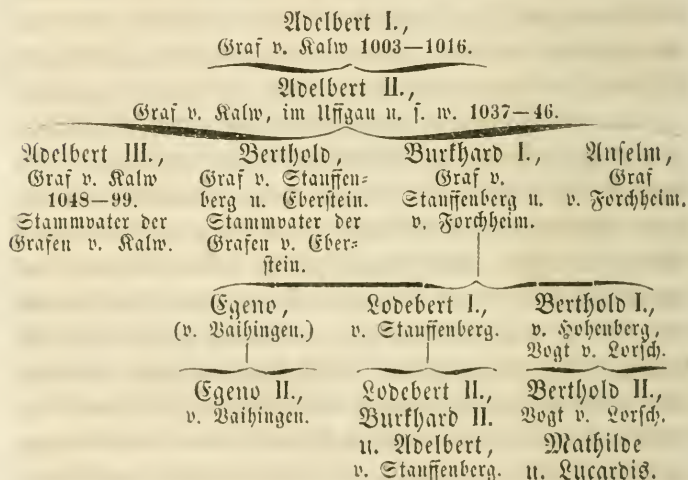 Adelbert I.,
Graf v. Kalw 1003—1016.
Adelbert II.,
Graf v. Kalw, im Uffgau u. s. w. 1037—46.
Adelbert III.,
Graf v. Kalw
1048—99.
Stammvater der
Grafen v. Kalw.
Berthold,
Graf v. Stauffen-
berg u. Eberstein.
Stammvater der
Grafen v. Eber-
stein.
Burkhard I.,
Graf v.
Stauffenberg u.
v. Forchheim.
Anselm,
Graf
v. Forchheim.
Egeno,
(v. Vaihingen.)
Lodebert I.,
v. Stauffenberg.
Berthold I.,
v. Hohenberg,
Vogt v. Lorsch.
Egeno II.,
v. Vaihingen.
Lodebert II.,
Burkhard II.
u. Adelbert,
v. Stauffenberg.
Berthold II.,
Vogt v. Lorsch.
Mathilde
u. Lucardis.